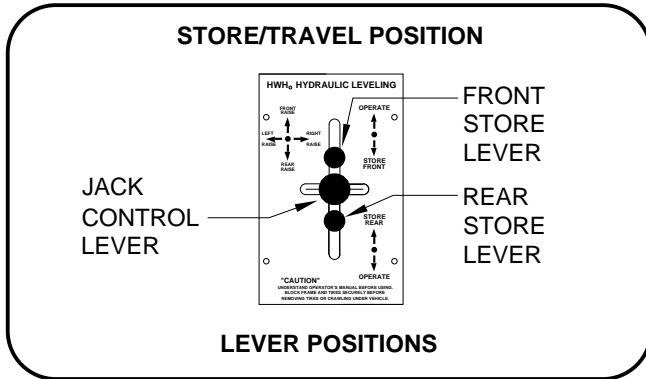 STORE/TRAVEL POSITION
HWH® HYDRAULIC LEVELING
FRONT
RAISE
LEFT
RAISE
RIGHT
RAISE
REAR
RAISE
OPERATE
STORE
FRONT
STORE
REAR
OPERATE
FRONT
STORE
LEVER
JACK
CONTROL
LEVER
REAR
STORE
LEVER
"CAUTION"
UNDERSTAND OPERATOR'S MANUAL BEFORE USING.
BLOCK FRAME AND TIRES SECURELY BEFORE
REMOVING TIRES OR CRAWLING UNDER VEHICLE.
LEVER POSITIONS